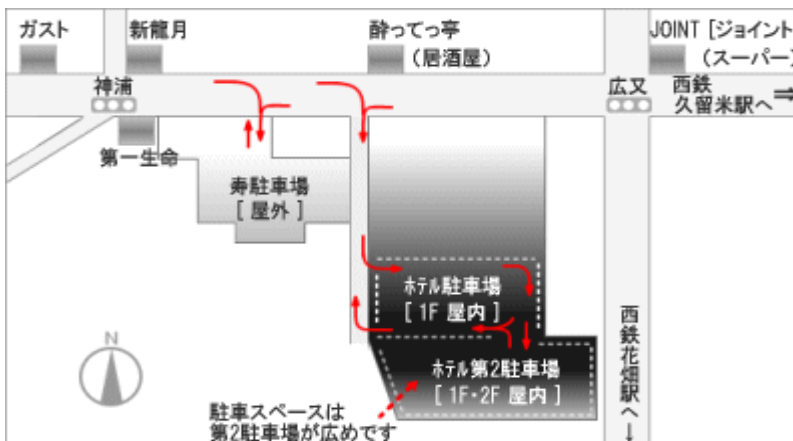 ガスト
新龍月
酔ってっ亭
（居酒屋）
JOINT [ジョイント
（スーパー）
神浦
広又
西鉄
久留米駅へ⇒
第一生命
寿駐車場
[ 屋外 ]
ホテル駐車場
[ 1F 屋内 ]
N
ホテル第2駐車場
[ 1F・2F 屋内 ]
西鉄花畑駅へ↓
駐車スペースは
第2駐車場が広めです